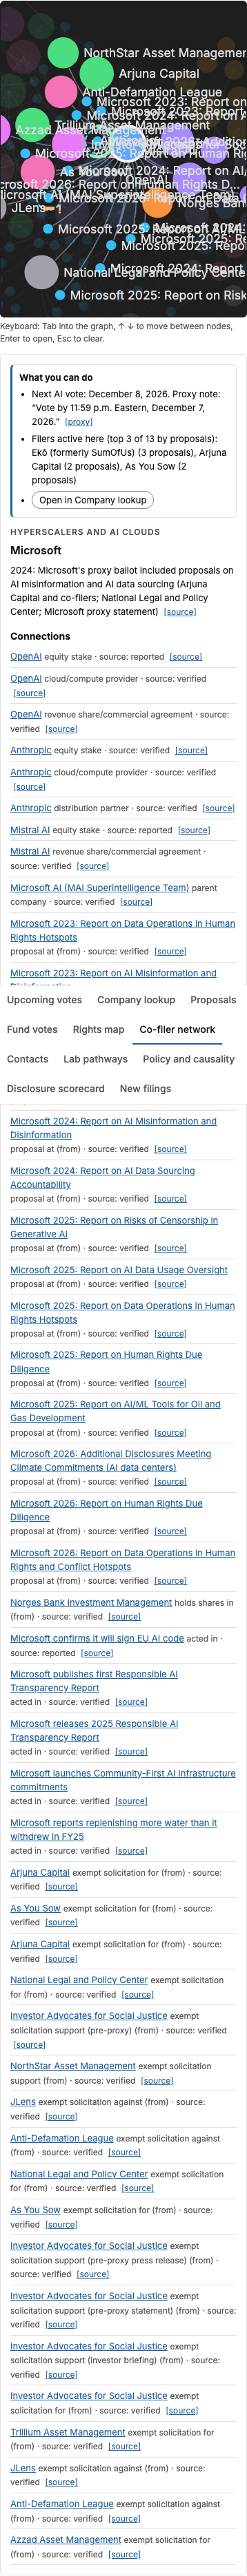 NorthStar Asset Management
Arjuna Capital
Anti-Defamation League
Microsoft 2023: Report on
Trillium Asset Management
Azzad Asset
Microsoft 2025: Report on Human Righ
As You Sow
OpenAI
Microsoft 2026: Report on Human Rights D...
JLens
Norges Ban
Microsoft 2024: Report
National Legal and Policy Cente
Microsoft 2025: Report on Risk
Keyboard: Tab into the graph, ↑ ↓ to move between nodes,
Enter to open, Esc to clear.
What you can do
• Next AI vote: December 8, 2026. Proxy note:
“Vote by 11:59 p.m. Eastern, December 7,
2026.” [proxy]
• Filers active here (top 3 of 13 by proposals):
Ekō (formerly SumOfUs) (3 proposals), Arjuna
Capital (2 proposals), As You Sow (2
proposals)
• Open in Company lookup
HYPERSCALERS AND AI CLOUDS
Microsoft
2024: Microsoft's proxy ballot included proposals on
AI misinformation and AI data sourcing (Arjuna
Capital and co-filers; National Legal and Policy
Center; Microsoft proxy statement) [source]
Connections
OpenAI equity stake · source: reported [source]
OpenAI cloud/compute provider · source: verified
[source]
OpenAI revenue share/commercial agreement · source:
verified [source]
Anthropic equity stake · source: verified [source]
Anthropic cloud/compute provider · source: verified
[source]
Anthropic distribution partner · source: verified [source]
Mistral AI equity stake · source: reported [source]
Mistral AI revenue share/commercial agreement ·
source: verified [source]
Microsoft AI (MAI Superintelligence Team) parent
company · source: verified [source]
Microsoft 2023: Report on Data Operations in Human
Rights Hotspots
proposal at (from) · source: verified [source]
Microsoft 2023: Report on AI Misinformation and
Upcoming votes Company lookup Proposals
Fund votes Rights map Co-filer network
Contacts Lab pathways Policy and causality
Disclosure scorecard New filings
Microsoft 2024: Report on AI Misinformation and
Disinformation
proposal at (from) · source: verified [source]
Microsoft 2024: Report on AI Data Sourcing
Accountability
proposal at (from) · source: verified [source]
Microsoft 2025: Report on Risks of Censorship in
Generative AI
proposal at (from) · source: verified [source]
Microsoft 2025: Report on AI Data Usage Oversight
proposal at (from) · source: verified [source]
Microsoft 2025: Report on Data Operations in Human
Rights Hotspots
proposal at (from) · source: verified [source]
Microsoft 2025: Report on Human Rights Due
Diligence
proposal at (from) · source: verified [source]
Microsoft 2025: Report on AI/ML Tools for Oil and
Gas Development
proposal at (from) · source: verified [source]
Microsoft 2026: Additional Disclosures Meeting
Climate Commitments (AI data centers)
proposal at (from) · source: verified [source]
Microsoft 2026: Report on Human Rights Due
Diligence
proposal at (from) · source: verified [source]
Microsoft 2026: Report on Data Operations in Human
Rights and Conflict Hotspots
proposal at (from) · source: verified [source]
Norges Bank Investment Management holds shares in
(from) · source: verified [source]
Microsoft confirms it will sign EU AI code acted in ·
source: reported [source]
Microsoft publishes first Responsible AI
Transparency Report
acted in · source: verified [source]
Microsoft releases 2025 Responsible AI
Transparency Report
acted in · source: verified [source]
Microsoft launches Community-First AI Infrastructure
commitments
acted in · source: verified [source]
Microsoft reports replenishing more water than it
withdrew in FY25
acted in · source: verified [source]
Arjuna Capital exempt solicitation for (from) · source:
verified [source]
As You Sow exempt solicitation for (from) · source:
verified [source]
Arjuna Capital exempt solicitation for (from) · source:
verified [source]
National Legal and Policy Center exempt solicitation
for (from) · source: verified [source]
Investor Advocates for Social Justice exempt
solicitation support (pre-proxy) (from) · source: verified
[source]
NorthStar Asset Management exempt solicitation
support (from) · source: verified [source]
JLens exempt solicitation against (from) · source:
verified [source]
Anti-Defamation League exempt solicitation against
(from) · source: verified [source]
National Legal and Policy Center exempt solicitation
for (from) · source: verified [source]
As You Sow exempt solicitation for (from) · source:
verified [source]
Investor Advocates for Social Justice exempt
solicitation support (pre-proxy press release) (from) ·
source: verified [source]
Investor Advocates for Social Justice exempt
solicitation support (pre-proxy statement) (from) · source:
verified [source]
Investor Advocates for Social Justice exempt
solicitation support (investor briefing) (from) · source:
verified [source]
Investor Advocates for Social Justice exempt
solicitation for (from) · source: verified [source]
Trillium Asset Management exempt solicitation for
(from) · source: verified [source]
JLens exempt solicitation against (from) · source:
verified [source]
Anti-Defamation League exempt solicitation against
(from) · source: verified [source]
Azzad Asset Management exempt solicitation for
(from) · source: verified [source]